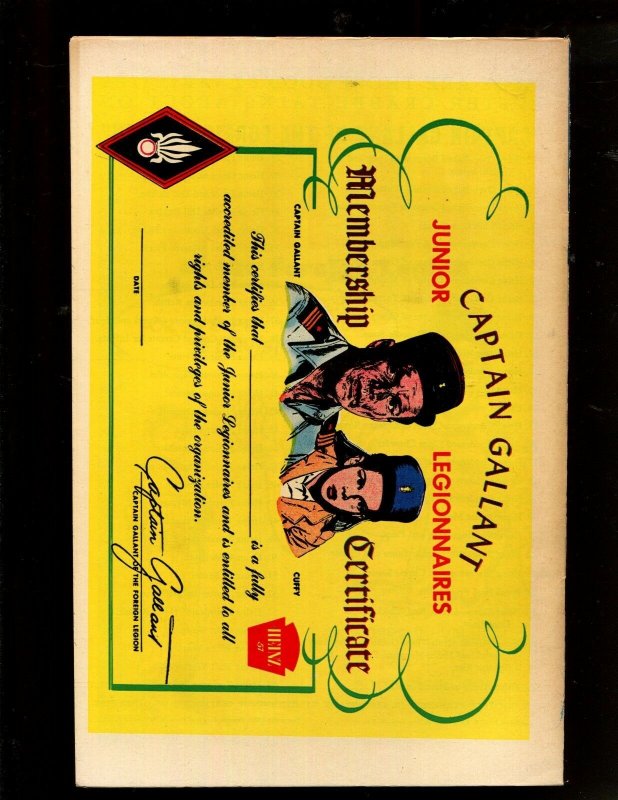 CAPTAIN GALLANT
JUNIOR LEGIONNAIRES
Membership Certificate
CAPTAIN GALLANT
CUFFY
This certifies that is a fully
accredited member of the Junior Legionnaires and is entitled to all
rights and privileges of the organization.
HEINZ
57
Captain Gallant
DATE
CAPTAIN GALLANT OF THE FOREIGN LEGION